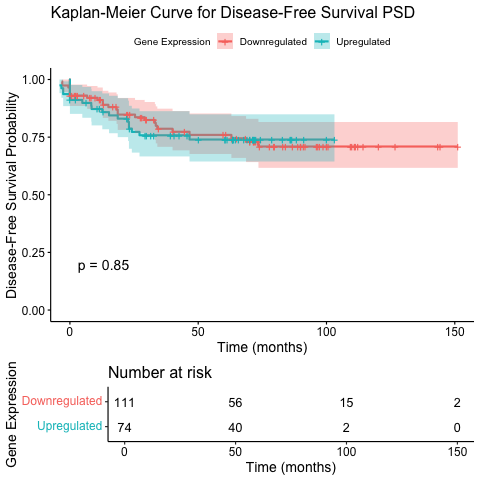 Kaplan-Meier Curve for Disease-Free Survival PSD
Gene Expression Downregulated Upregulated
Disease-Free Survival Probability
1.00
0.75
0.50
0.25
0.00
p = 0.85
0 50 100 150
Time (months)
Number at risk
Gene Expression
Downregulated 111 56 15 2
Upregulated 74 40 2 0
0 50 100 150
Time (months)